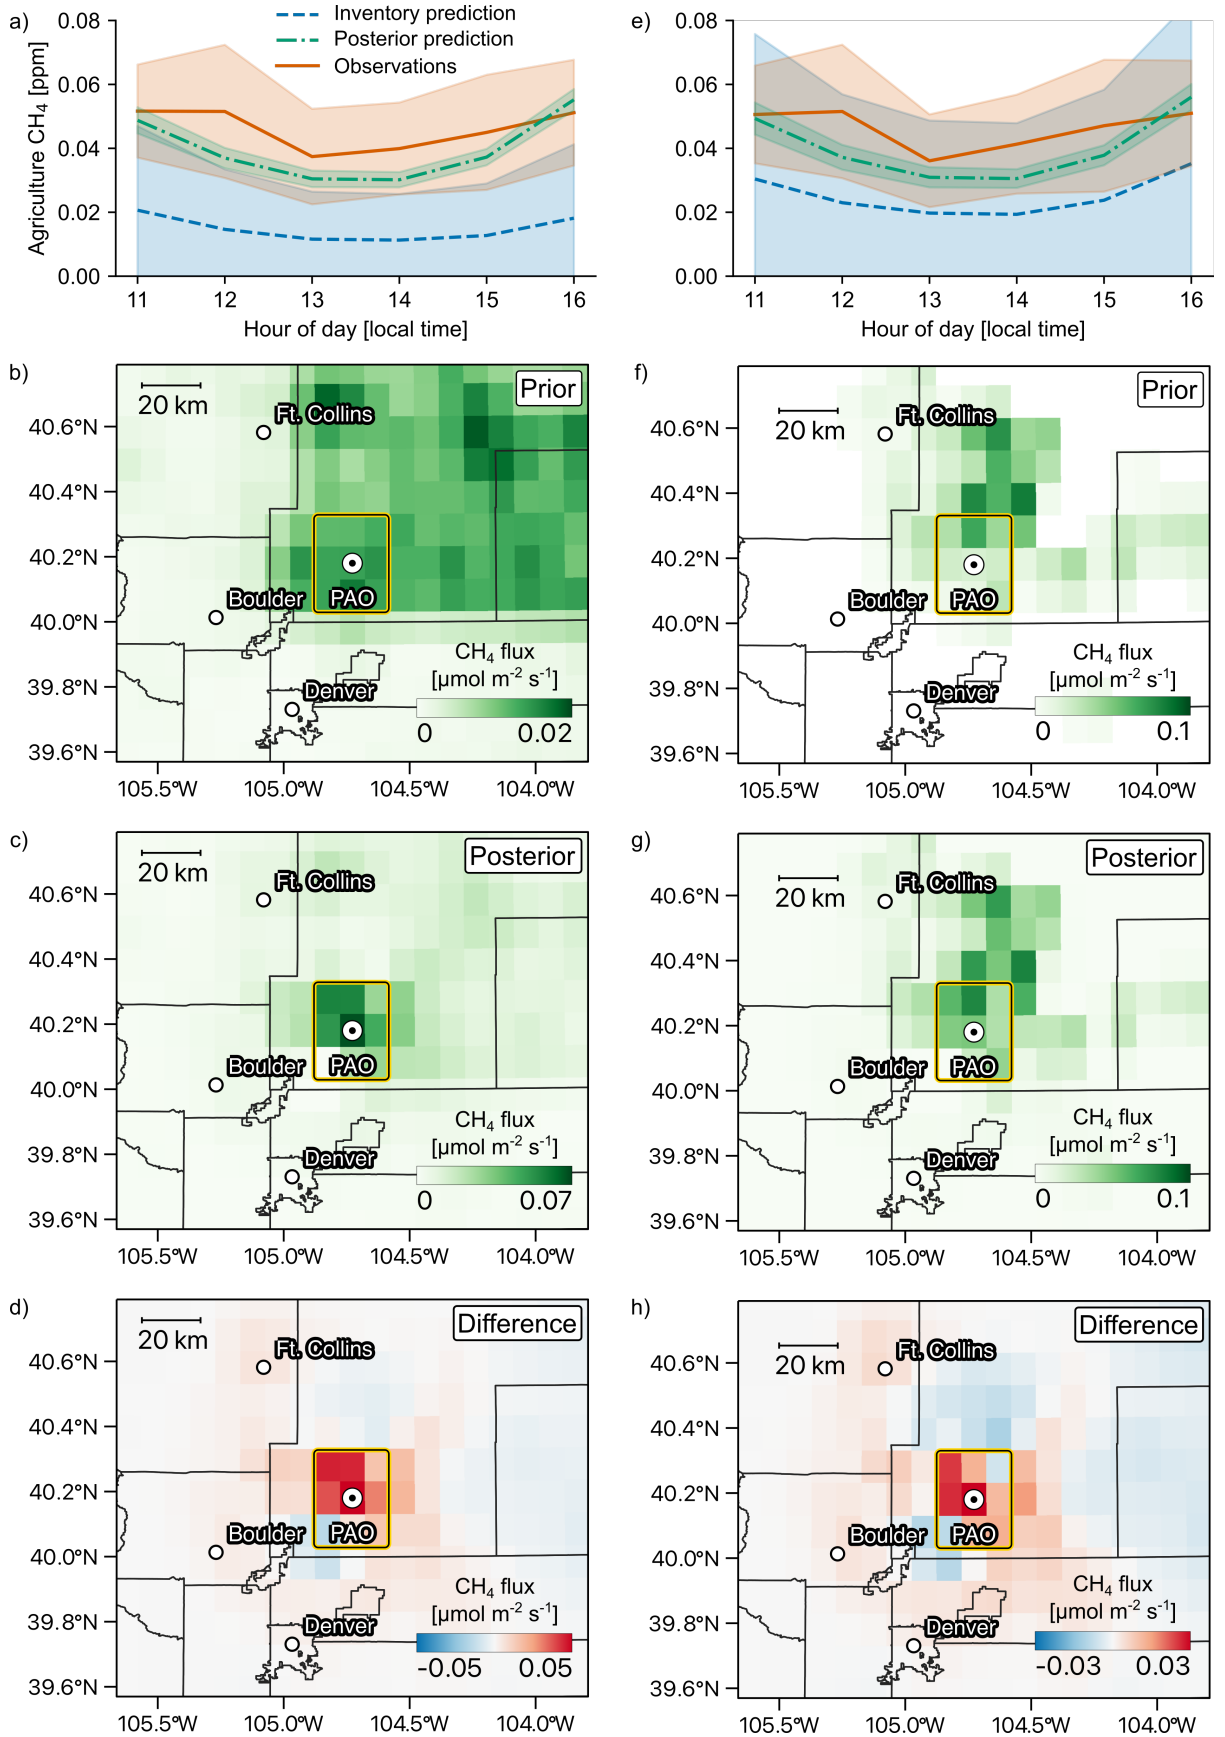 a)
Agriculture CH4 [ppm]
0.08
0.06
0.04
0.02
0.00
Inventory prediction
Posterior prediction
Observations
11 12 13 14 15 16
Hour of day [local time]
e)
0.08
0.06
0.04
0.02
0.00
11 12 13 14 15 16
Hour of day [local time]
b)
20 km
Prior
Ft. Collins
Boulder
PAO
Denver
CH4 flux
[µmol m-2 s-1]
0 0.02
40.6°N
40.4°N
40.2°N
40.0°N
39.8°N
39.6°N
105.5°W 105.0°W 104.5°W 104.0°W
f)
20 km
Prior
Ft. Collins
Boulder
PAO
Denver
CH4 flux
[µmol m-2 s-1]
0 0.1
40.6°N
40.4°N
40.2°N
40.0°N
39.8°N
39.6°N
105.5°W 105.0°W 104.5°W 104.0°W
c)
20 km
Posterior
Ft. Collins
Boulder
PAO
Denver
CH4 flux
[µmol m-2 s-1]
0 0.07
40.6°N
40.4°N
40.2°N
40.0°N
39.8°N
39.6°N
105.5°W 105.0°W 104.5°W 104.0°W
g)
20 km
Posterior
Ft. Collins
Boulder
PAO
Denver
CH4 flux
[µmol m-2 s-1]
0 0.1
40.6°N
40.4°N
40.2°N
40.0°N
39.8°N
39.6°N
105.5°W 105.0°W 104.5°W 104.0°W
d)
20 km
Difference
Ft. Collins
Boulder
PAO
Denver
CH4 flux
[µmol m-2 s-1]
-0.05 0.05
40.6°N
40.4°N
40.2°N
40.0°N
39.8°N
39.6°N
105.5°W 105.0°W 104.5°W 104.0°W
h)
20 km
Difference
Ft. Collins
Boulder
PAO
Denver
CH4 flux
[µmol m-2 s-1]
-0.03 0.03
40.6°N
40.4°N
40.2°N
40.0°N
39.8°N
39.6°N
105.5°W 105.0°W 104.5°W 104.0°W